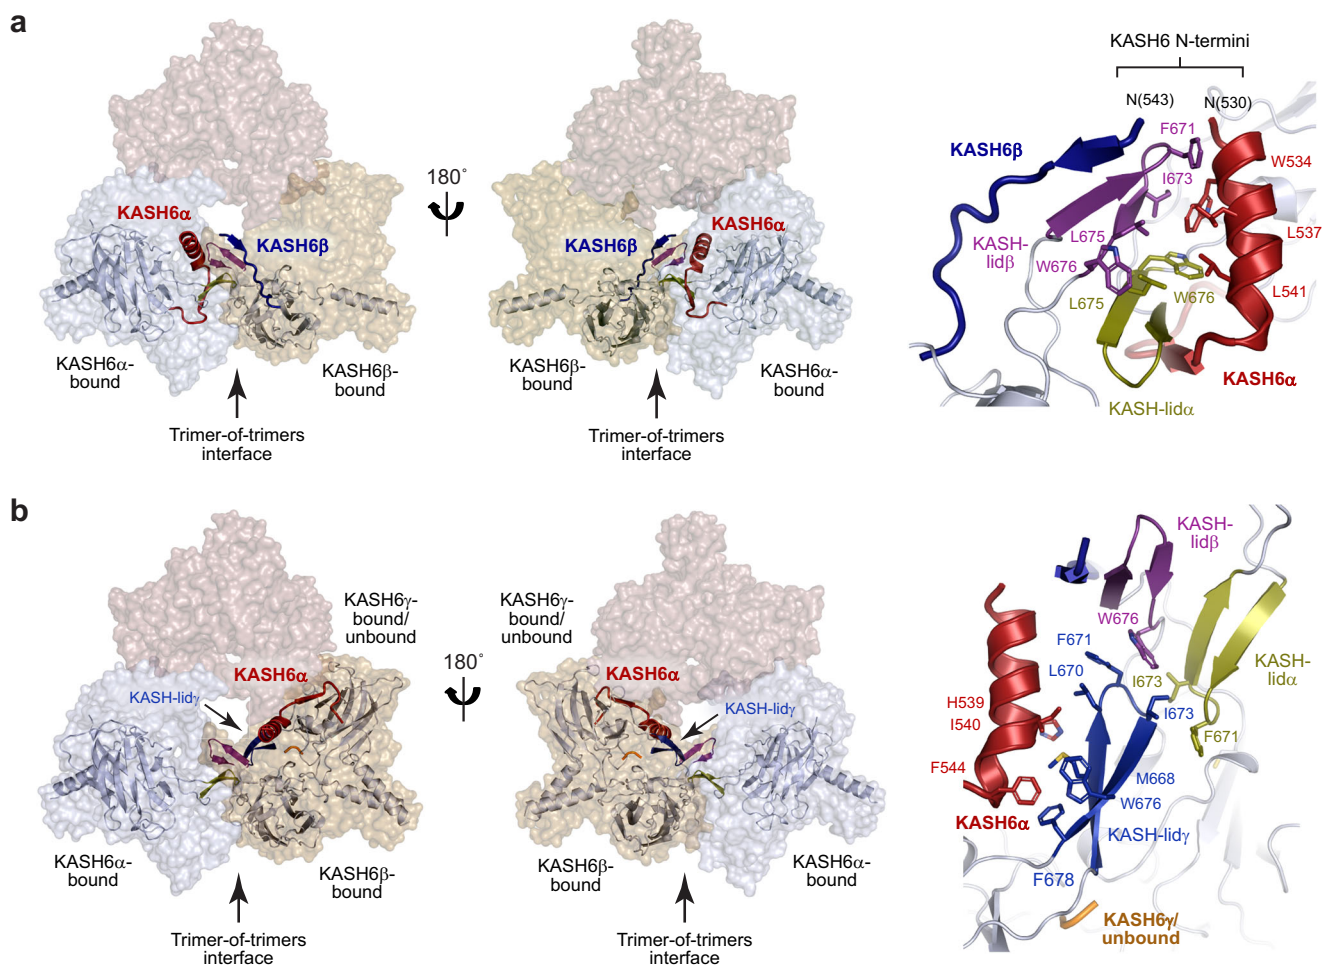 a
KASH6α
KASH6β
KASH6α-
bound
KASH6β-
bound
Trimer-of-trimers
interface
180°
KASH6β
KASH6α
KASH6β-
bound
KASH6α-
bound
Trimer-of-trimers
interface
KASH6 N-termini
N(543)
N(530)
F671
KASH6β
W534
I673
L537
KASH-
lidβ
L675
W676
L675
W676
L541
KASH6α
KASH-lidα
b
KASH6γ-
bound/
unbound
KASH6α
KASH-lidγ
KASH6α-
bound
KASH6β-
bound
Trimer-of-trimers
interface
180°
KASH6γ-
bound/
unbound
KASH6α
KASH-lidγ
KASH6β-
bound
KASH6α-
bound
Trimer-of-trimers
interface
KASH-
lidβ
W676
F671
L670
KASH-
lidα
I673
I673
H539
I540
F671
F544
M668
W676
KASH6α
KASH-lidγ
F678
KASH6γ/
unbound